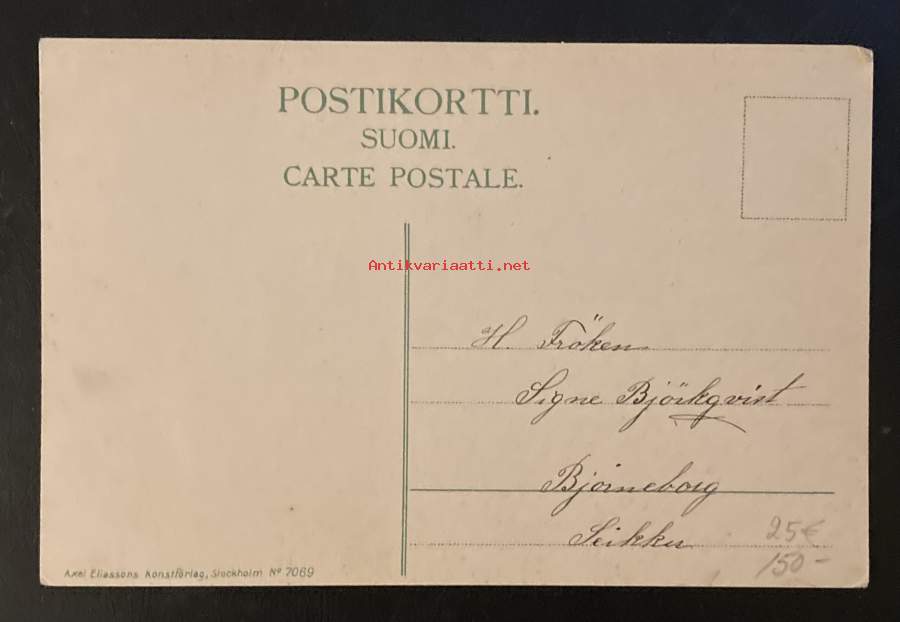 POSTIKORTTI.
SUOMI.
CARTE POSTALE.
Antikvariaatti.net
H. Fröken
Signe Björkqvist
Björneborg
Seikku
25€
150-
Axel Eliassons Konstförlag, Stockholm Nº 7069